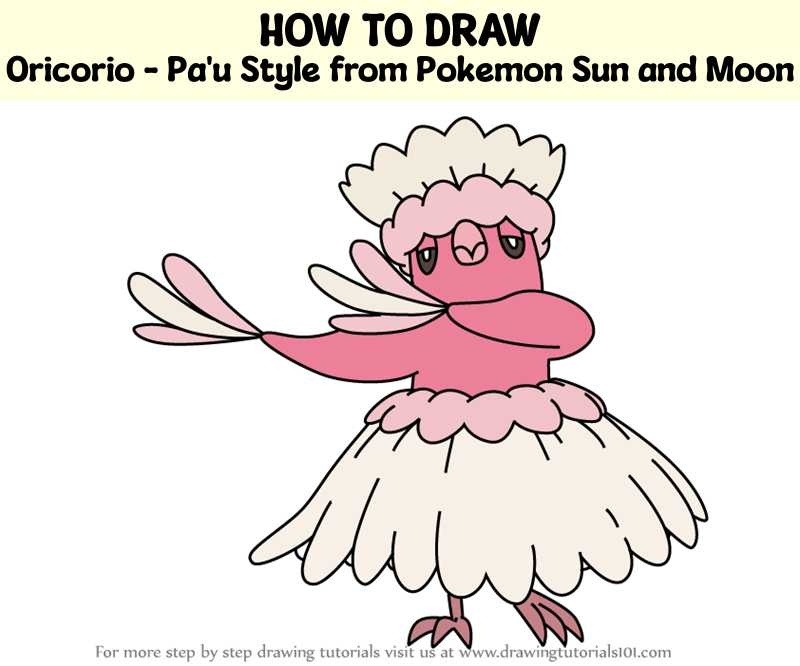 HOW TO DRAW
Oricorio - Pa'u Style from Pokemon Sun and Moon
For more step by step drawing tutorials visit us at www.drawingtutorials101.com